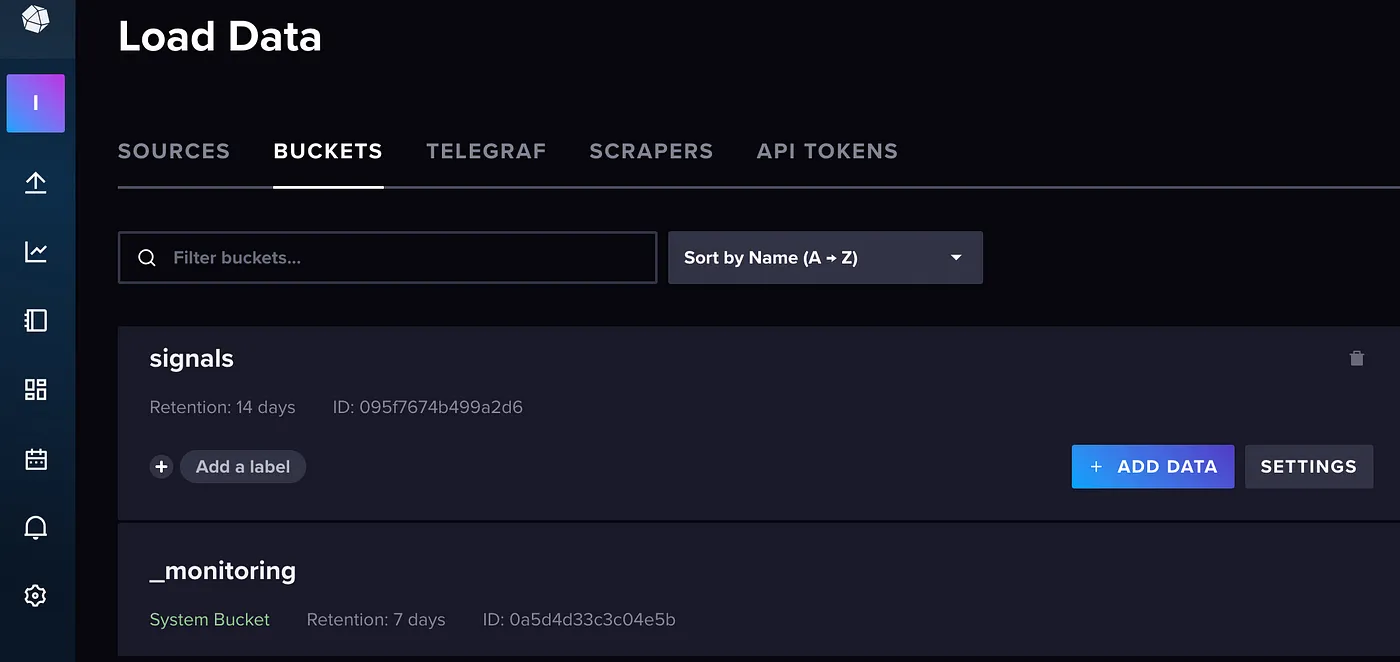 Load Data
I
SOURCES BUCKETS TELEGRAF SCRAPERS API TOKENS
Filter buckets... Sort by Name (A → Z)
signals
Retention: 14 days ID: 095f7674b499a2d6
+ Add a label + ADD DATA SETTINGS
_monitoring
System Bucket Retention: 7 days ID: 0a5d4d33c3c04e5b